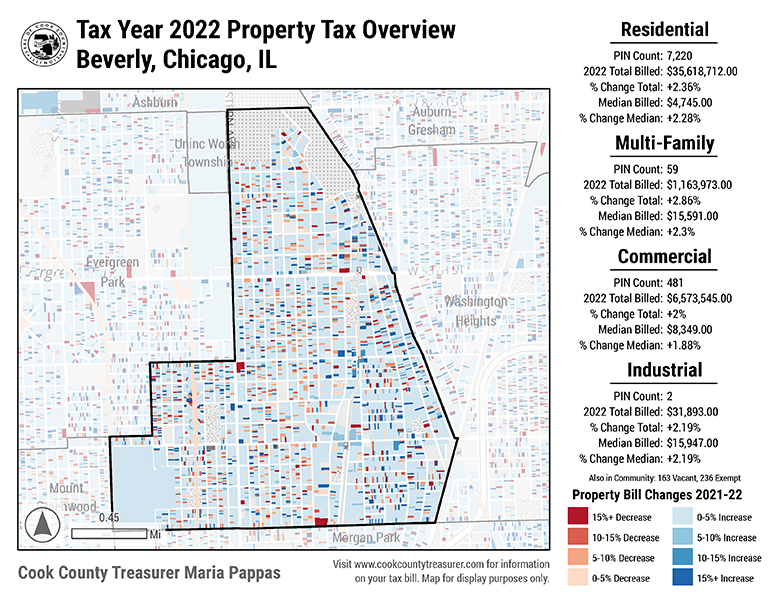 Tax Year 2022 Property Tax Overview
Beverly, Chicago, IL
Ashburn
Auburn
Gresham
Uninc Worth
Township
Evergreen
Park
Washington
Heights
Mount
Morgan Park
0.45
Mi
Cook County Treasurer Maria Pappas
Visit www.cookcountytreasurer.com for information
on your tax bill. Map for display purposes only.
Residential
PIN Count: 7,220
2022 Total Billed: $35,618,712.00
% Change Total: +2.36%
Median Billed: $4,745.00
% Change Median: +2.28%
Multi-Family
PIN Count: 59
2022 Total Billed: $1,163,973.00
% Change Total: +2.86%
Median Billed: $15,591.00
% Change Median: +2.3%
Commercial
PIN Count: 481
2022 Total Billed: $6,573,545.00
% Change Total: +2%
Median Billed: $8,349.00
% Change Median: +1.88%
Industrial
PIN Count: 2
2022 Total Billed: $31,893.00
% Change Total: +2.19%
Median Billed: $15,947.00
% Change Median: +2.19%
Also in Community: 163 Vacant, 236 Exempt
Property Bill Changes 2021-22
15%+ Decrease
10-15% Decrease
5-10% Decrease
0-5% Decrease
0-5% Increase
5-10% Increase
10-15% Increase
15%+ Increase